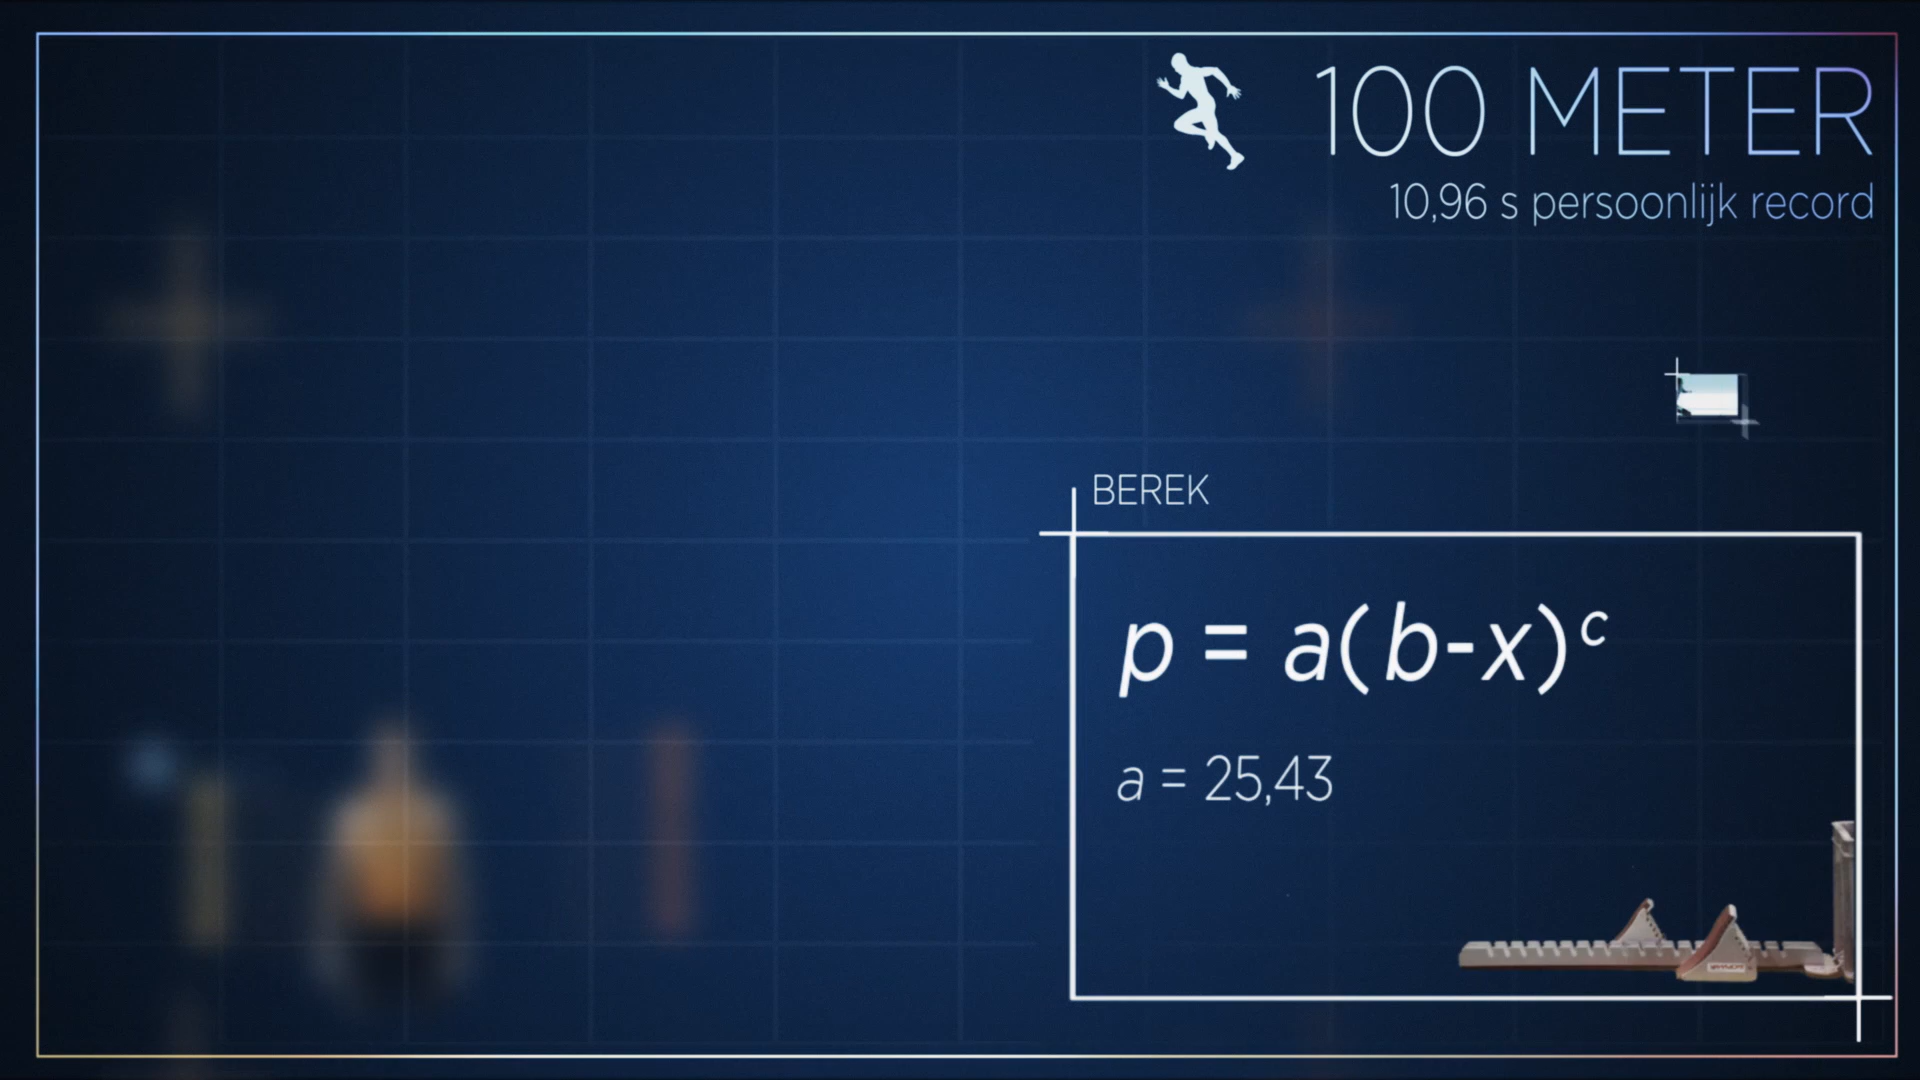 100 METER
10,96 s persoonlijk record
BEREK
p = a(b-x)ᶜ
a = 25,43